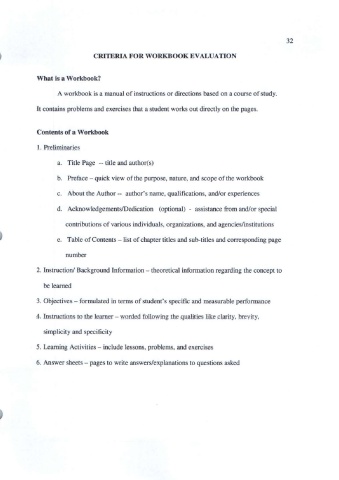 32
CRITERIA FOR WORKBOOK EVALUATION
What is a Workbook?
A workbook is a manual of instructions or directions based on a course of study.
It contains problems and exercises that a student works out directly on the pages.
Contents of a Workbook
1. Preliminaries
a. Title Page -- title and author(s)
b. Preface – quick view of the purpose, nature, and scope of the workbook
c. About the Author -- author's name, qualifications, and/or experiences
d. Acknowledgements/Dedication (optional) - assistance from and/or special
contributions of various individuals, organizations, and agencies/institutions
e. Table of Contents – list of chapter titles and sub-titles and corresponding page
number
2. Instruction/ Background Information – theoretical information regarding the concept to
be learned
3. Objectives – formulated in terms of student's specific and measurable performance
4. Instructions to the learner – worded following the qualities like clarity, brevity,
simplicity and specificity
5. Learning Activities – include lessons, problems, and exercises
6. Answer sheets – pages to write answers/explanations to questions asked